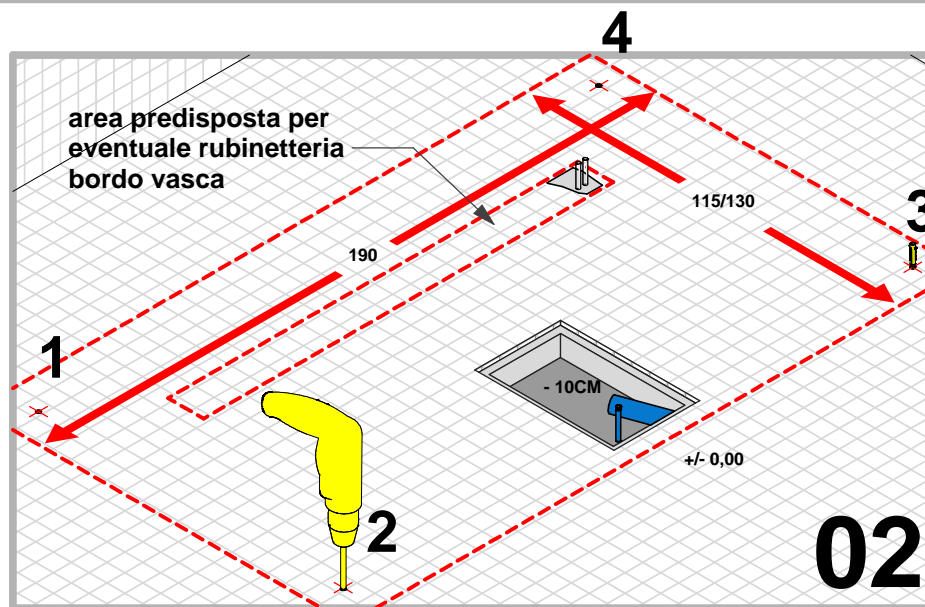 4
area predisposta per
eventuale rubinetteria
bordo vasca
115/130
3
190
1
- 10CM
+/- 0,00
2
02